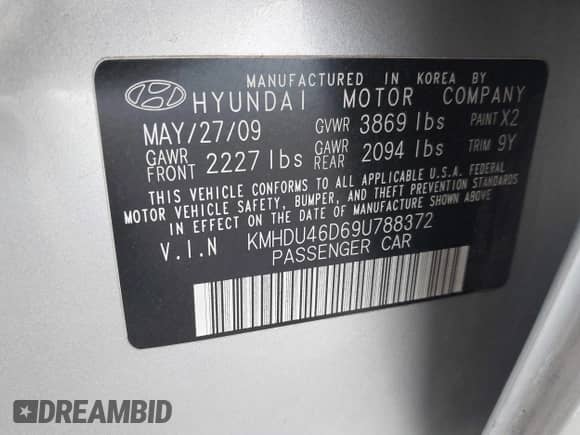 MANUFACTURED IN KOREA BY
HYUNDAI MOTOR COMPANY
MAY/27/09 GVWR 3869 lbs PAINT X2
GAWR FRONT 2227 lbs GAWR REAR 2094 lbs TRIM 9Y
THIS VEHICLE CONFORMS TO ALL APPLICABLE U.S.A. FEDERAL
MOTOR VEHICLE SAFETY, BUMPER, AND THEFT PREVENTION STANDARDS
IN EFFECT ON THE DATE OF MANUFACTURE SHOWN ABOVE.
V.I.N KMHDU46D69U788372
PASSENGER CAR
DREAMBID